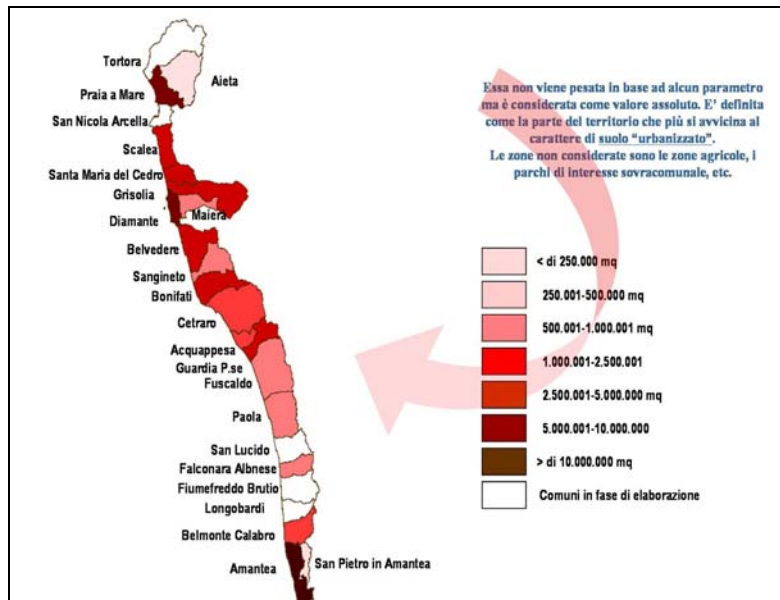 Tortora
Aieta
Praia a Mare
San Nicola Arcella
Scalea
Santa Maria del Cedro
Grisolia
Maiera
Diamante
Belvedere
Sangineto
Bonifati
Cetraro
Acquappesa
Guardia P.se
Fuscaldo
Paola
San Lucido
Falconara Albnese
Fiumefreddo Brutio
Longobardi
Belmonte Calabro
Amantea
San Pietro in Amantea
Essa non viene pesata in base ad alcun parametro
ma è considerata come valore assoluto. E' definita
come la parte del territorio che più si avvicina al
carattere di suolo "urbanizzato".
Le zone non considerate sono le zone agricole, i
parchi di interesse sovracomunale, etc.
< di 250.000 mq
250.001-500.000 mq
500.001-1.000.001 mq
1.000.001-2.500.001
2.500.001-5.000.000 mq
5.000.001-10.000.000
> di 10.000.000 mq
Comuni in fase di elaborazione